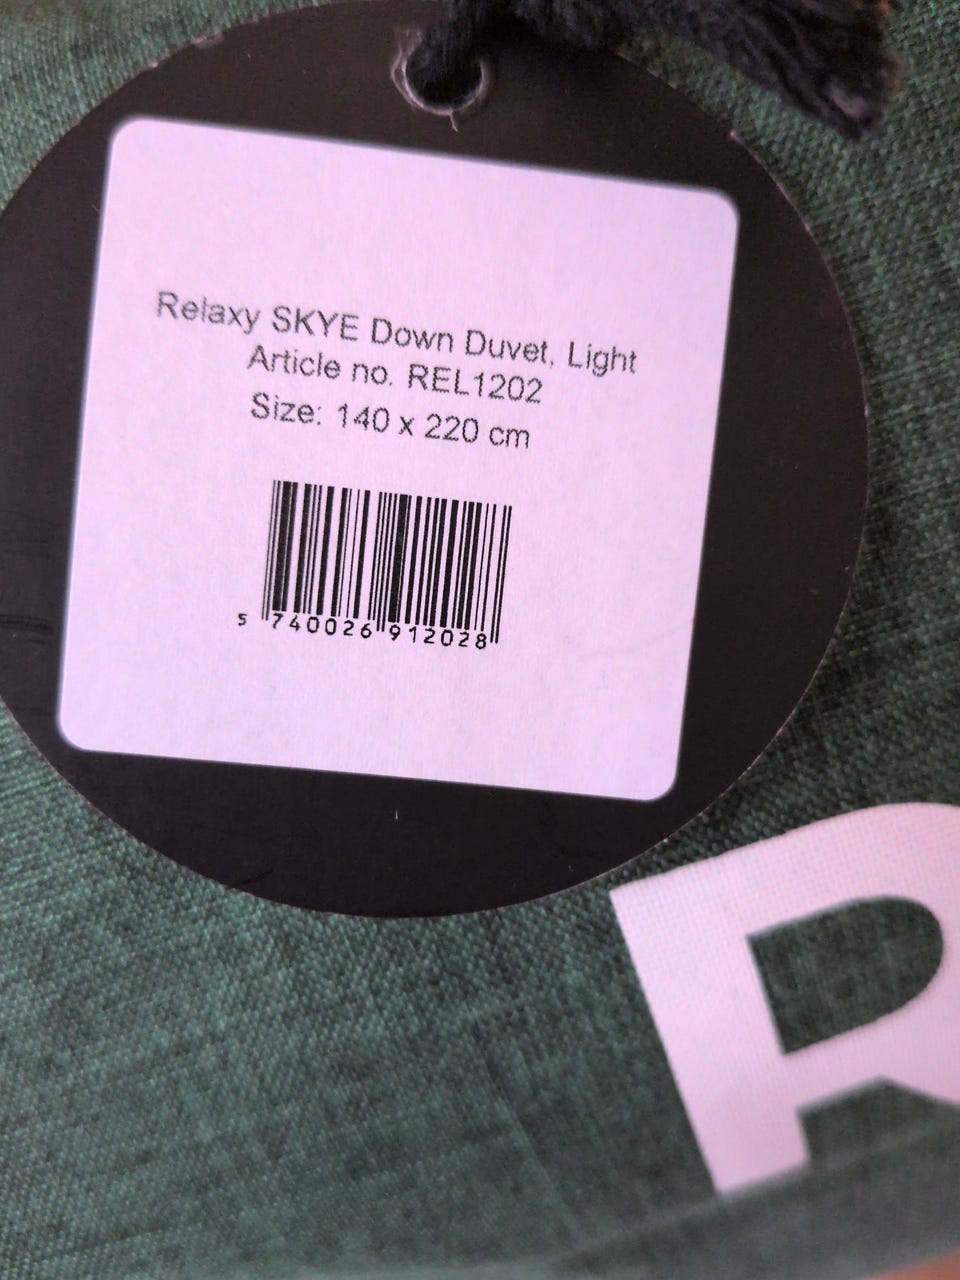 Relaxy SKYE Down Duvet, Light
Article no. REL1202
Size: 140 x 220 cm
5 740026 912028
R